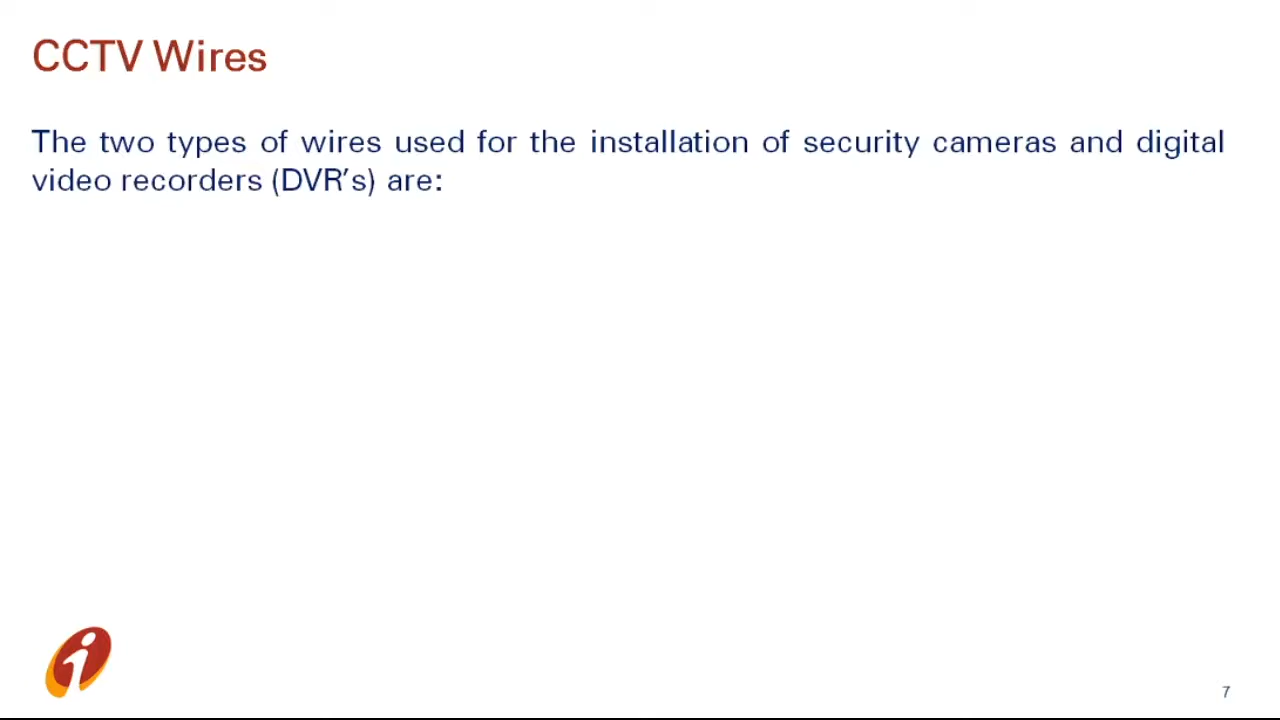 CCTV Wires
The two types of wires used for the installation of security cameras and digital
video recorders (DVR's) are:
7